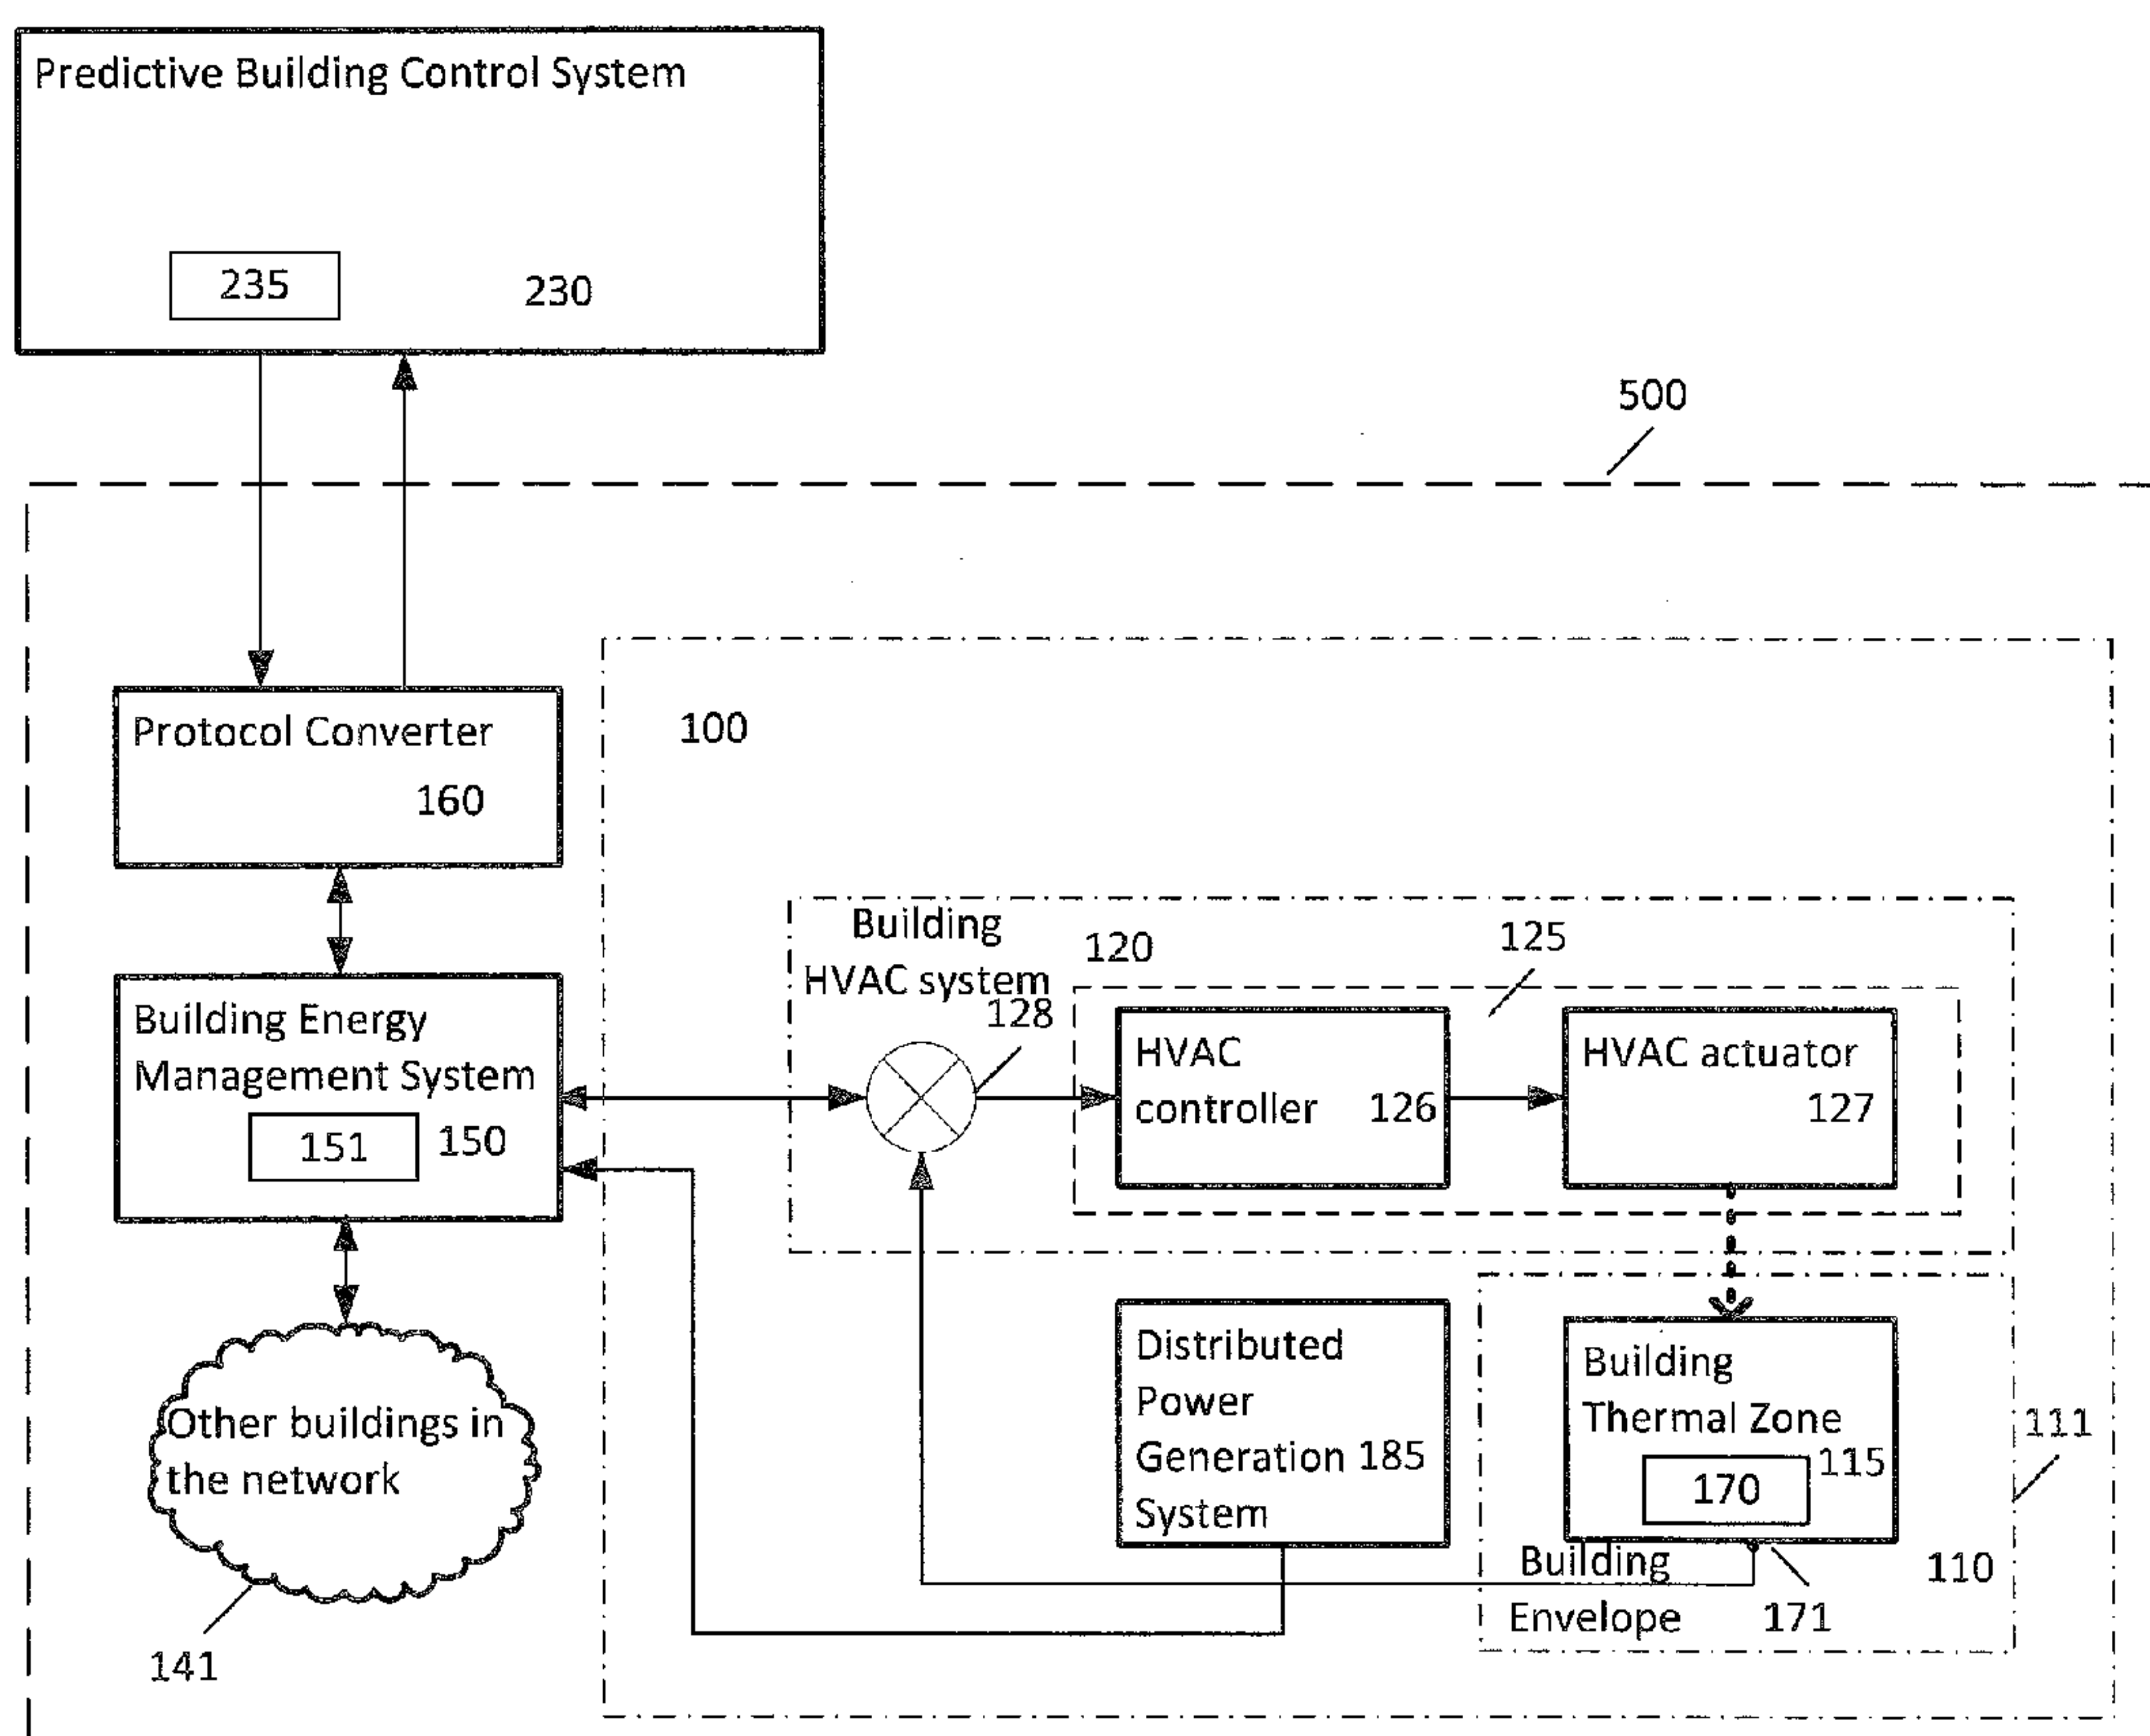 Predictive Building Control System
235
230
500
Protocol Converter
160
100
Building
HVAC system
120
125
128
Building Energy
Management System
151
150
HVAC
controller
126
HVAC actuator
127
Other buildings in
the network
141
Distributed
Power
Generation 185
System
Building
Thermal Zone
115
170
111
Building
Envelope
110
171